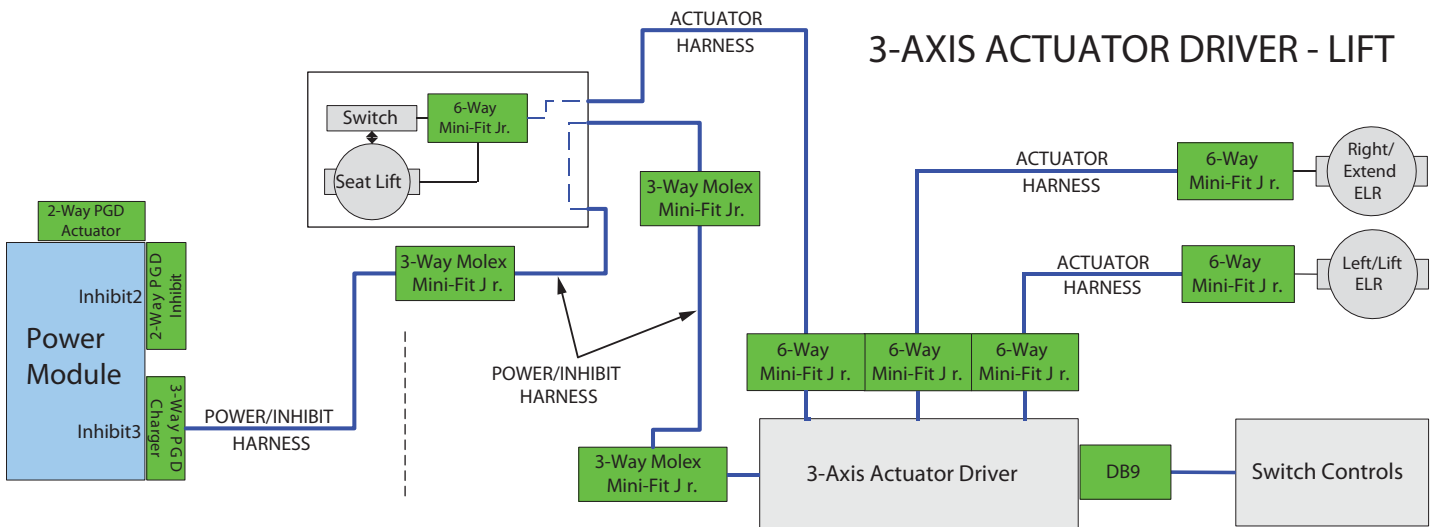 ACTUATOR
HARNESS
3-AXIS ACTUATOR DRIVER - LIFT
Switch
6-Way
Mini-Fit Jr.
Seat Lift
3-Way Molex
Mini-Fit Jr.
ACTUATOR
HARNESS
6-Way
Mini-Fit J r.
Right/
Extend
ELR
2-Way PGD
Actuator
Inhibit2
2-Way PGD
Inhibit
Power
Module
Inhibit3
3-Way PGD
Charger
POWER/INHIBIT
HARNESS
3-Way Molex
Mini-Fit J r.
POWER/INHIBIT
HARNESS
ACTUATOR
HARNESS
6-Way
Mini-Fit J r.
Left/Lift
ELR
6-Way
Mini-Fit J r.
6-Way
Mini-Fit J r.
6-Way
Mini-Fit J r.
3-Way Molex
Mini-Fit J r.
3-Axis Actuator Driver
DB9
Switch Controls